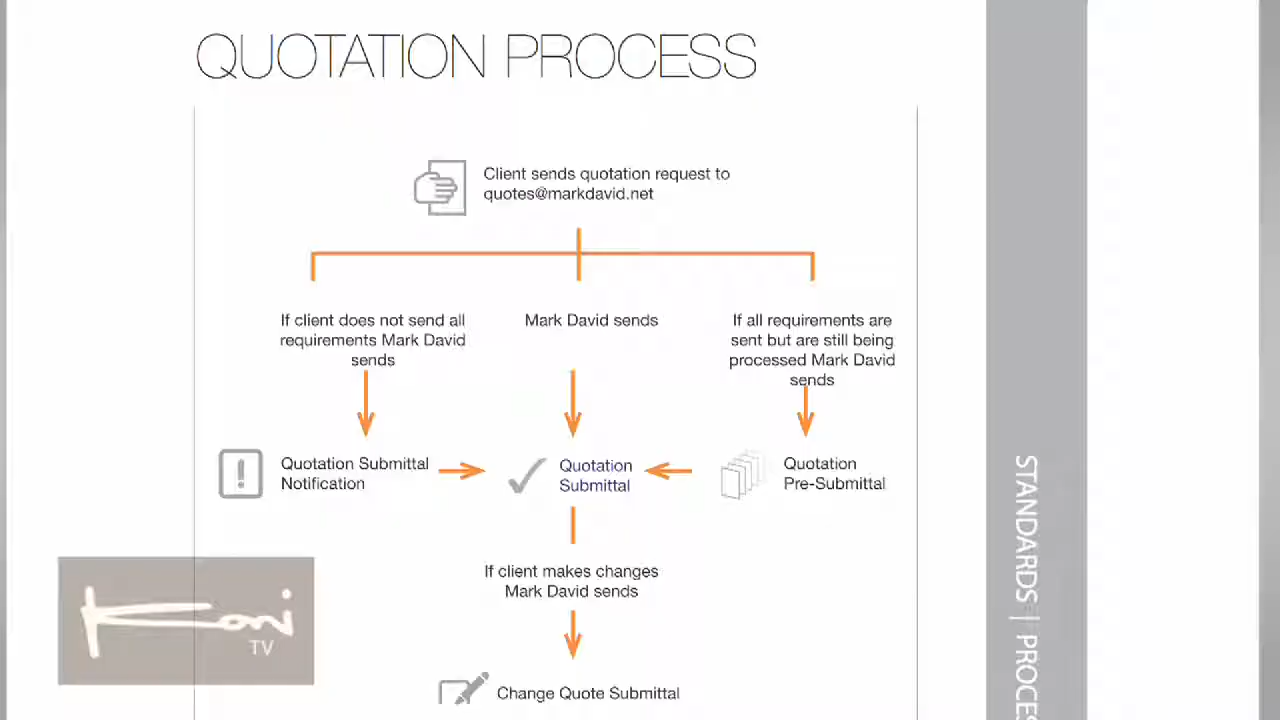 QUOTATION PROCESS
Client sends quotation request to
quotes@markdavid.net
If client does not send all
requirements Mark David
sends
Mark David sends
If all requirements are
sent but are still being
processed Mark David
sends
Quotation Submittal
Notification
Quotation
Submittal
Quotation
Pre-Submittal
If client makes changes
Mark David sends
Change Quote Submittal
STANDARDS | PROCES
TV